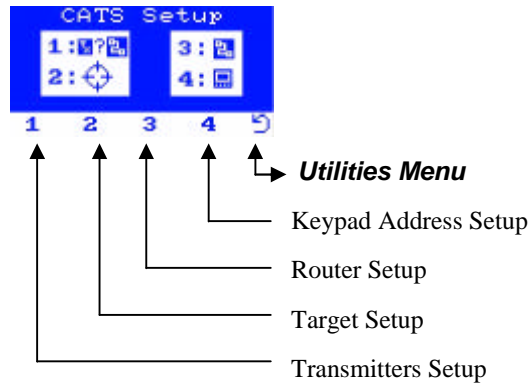 CATS Setup
1: ? 3:
2: 4:
1 2 3 4
Utilities Menu
Keypad Address Setup
Router Setup
Target Setup
Transmitters Setup